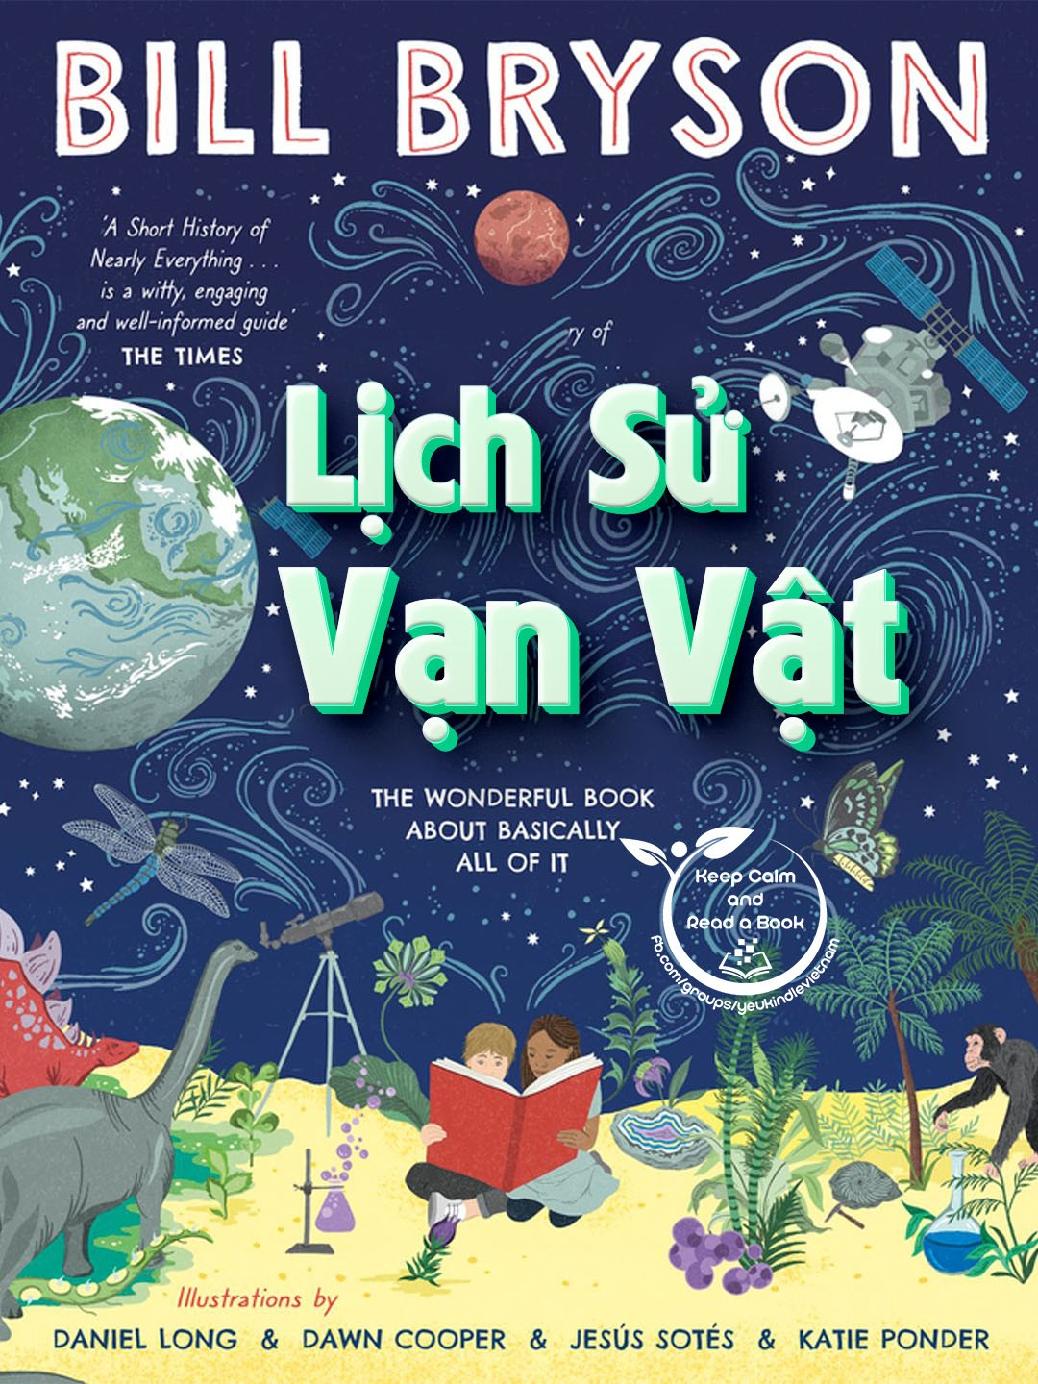 BILL BRYSON
'A Short History of
Nearly Everything . . .
is a witty, engaging
and well-informed guide'
THE TIMES
ry of
Lịch Sử
Vạn Vật
THE WONDERFUL BOOK
ABOUT BASICALLY
ALL OF IT
Keep Calm
and
Read a Book
fb.com/groups/yeukindlevietnam
Illustrations by
DANIEL LONG & DAWN COOPER & JESÚS SOTÉS & KATIE PONDER